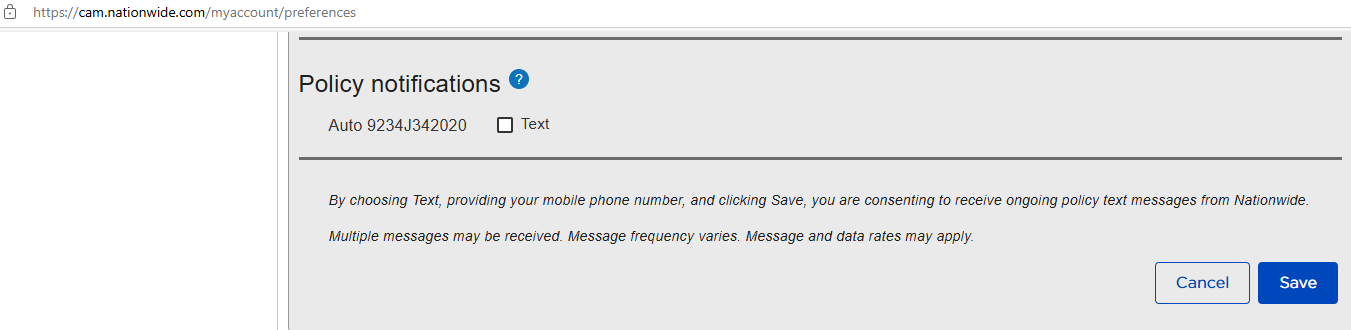 https://cam.nationwide.com/myaccount/preferences
Policy notifications ?
Auto 9234J342020 Text
By choosing Text, providing your mobile phone number, and clicking Save, you are consenting to receive ongoing policy text messages from Nationwide.
Multiple messages may be received. Message frequency varies. Message and data rates may apply.
Cancel Save